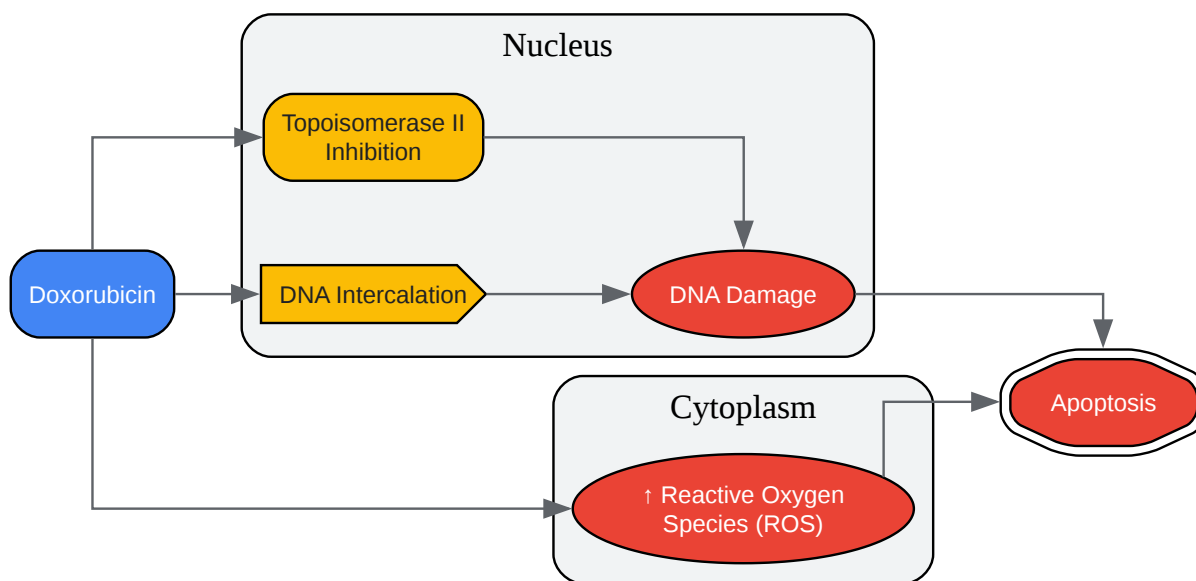 Nucleus
Topoisomerase II
Inhibition
Doxorubicin
DNA Intercalation
DNA Damage
Cytoplasm
Apoptosis
↑ Reactive Oxygen
Species (ROS)